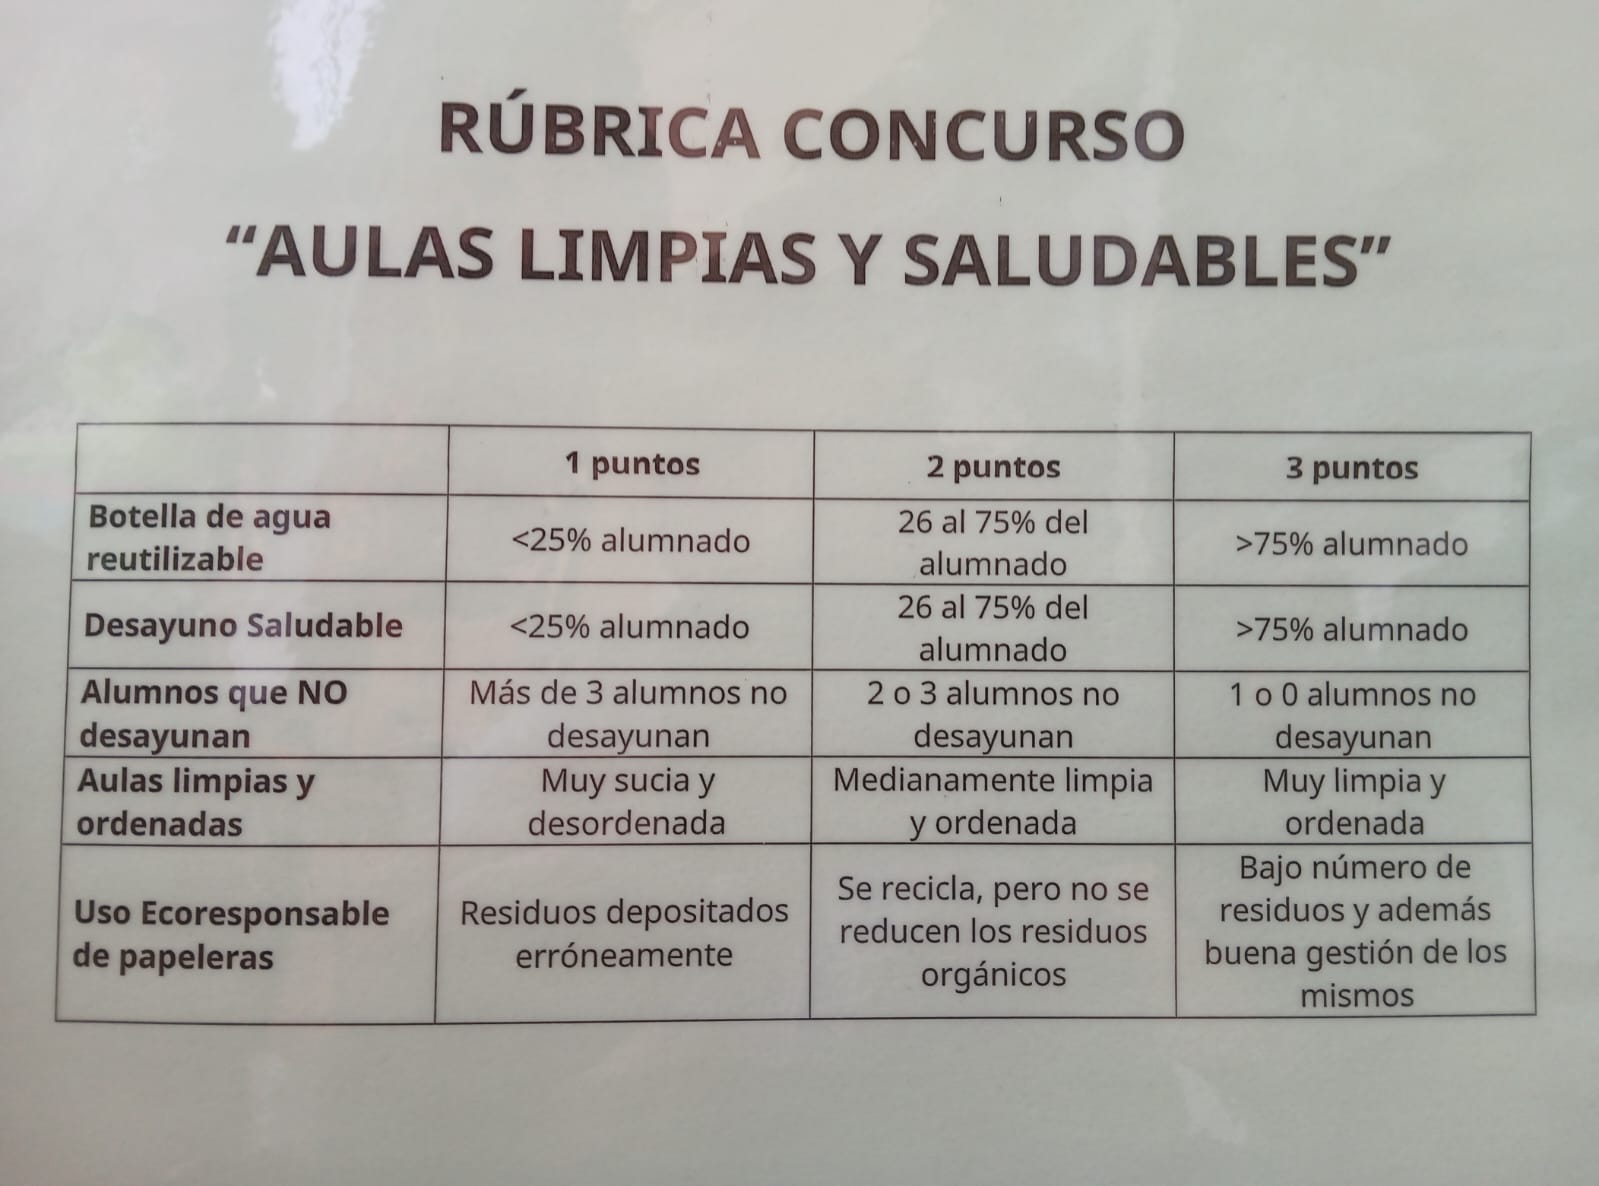 RÚBRICA CONCURSO
“AULAS LIMPIAS Y SALUDABLES”
1 puntos
2 puntos
3 puntos
Botella de agua
reutilizable
<25% alumnado
26 al 75% del
alumnado
>75% alumnado
Desayuno Saludable
<25% alumnado
26 al 75% del
alumnado
>75% alumnado
Alumnos que NO
desayunan
Más de 3 alumnos no
desayunan
2 o 3 alumnos no
desayunan
1 o 0 alumnos no
desayunan
Aulas limpias y
ordenadas
Muy sucia y
desordenada
Medianamente limpia
y ordenada
Muy limpia y
ordenada
Uso Ecoresponsable
de papeleras
Residuos depositados
erróneamente
Se recicla, pero no se
reducen los residuos
orgánicos
Bajo número de
residuos y además
buena gestión de los
mismos